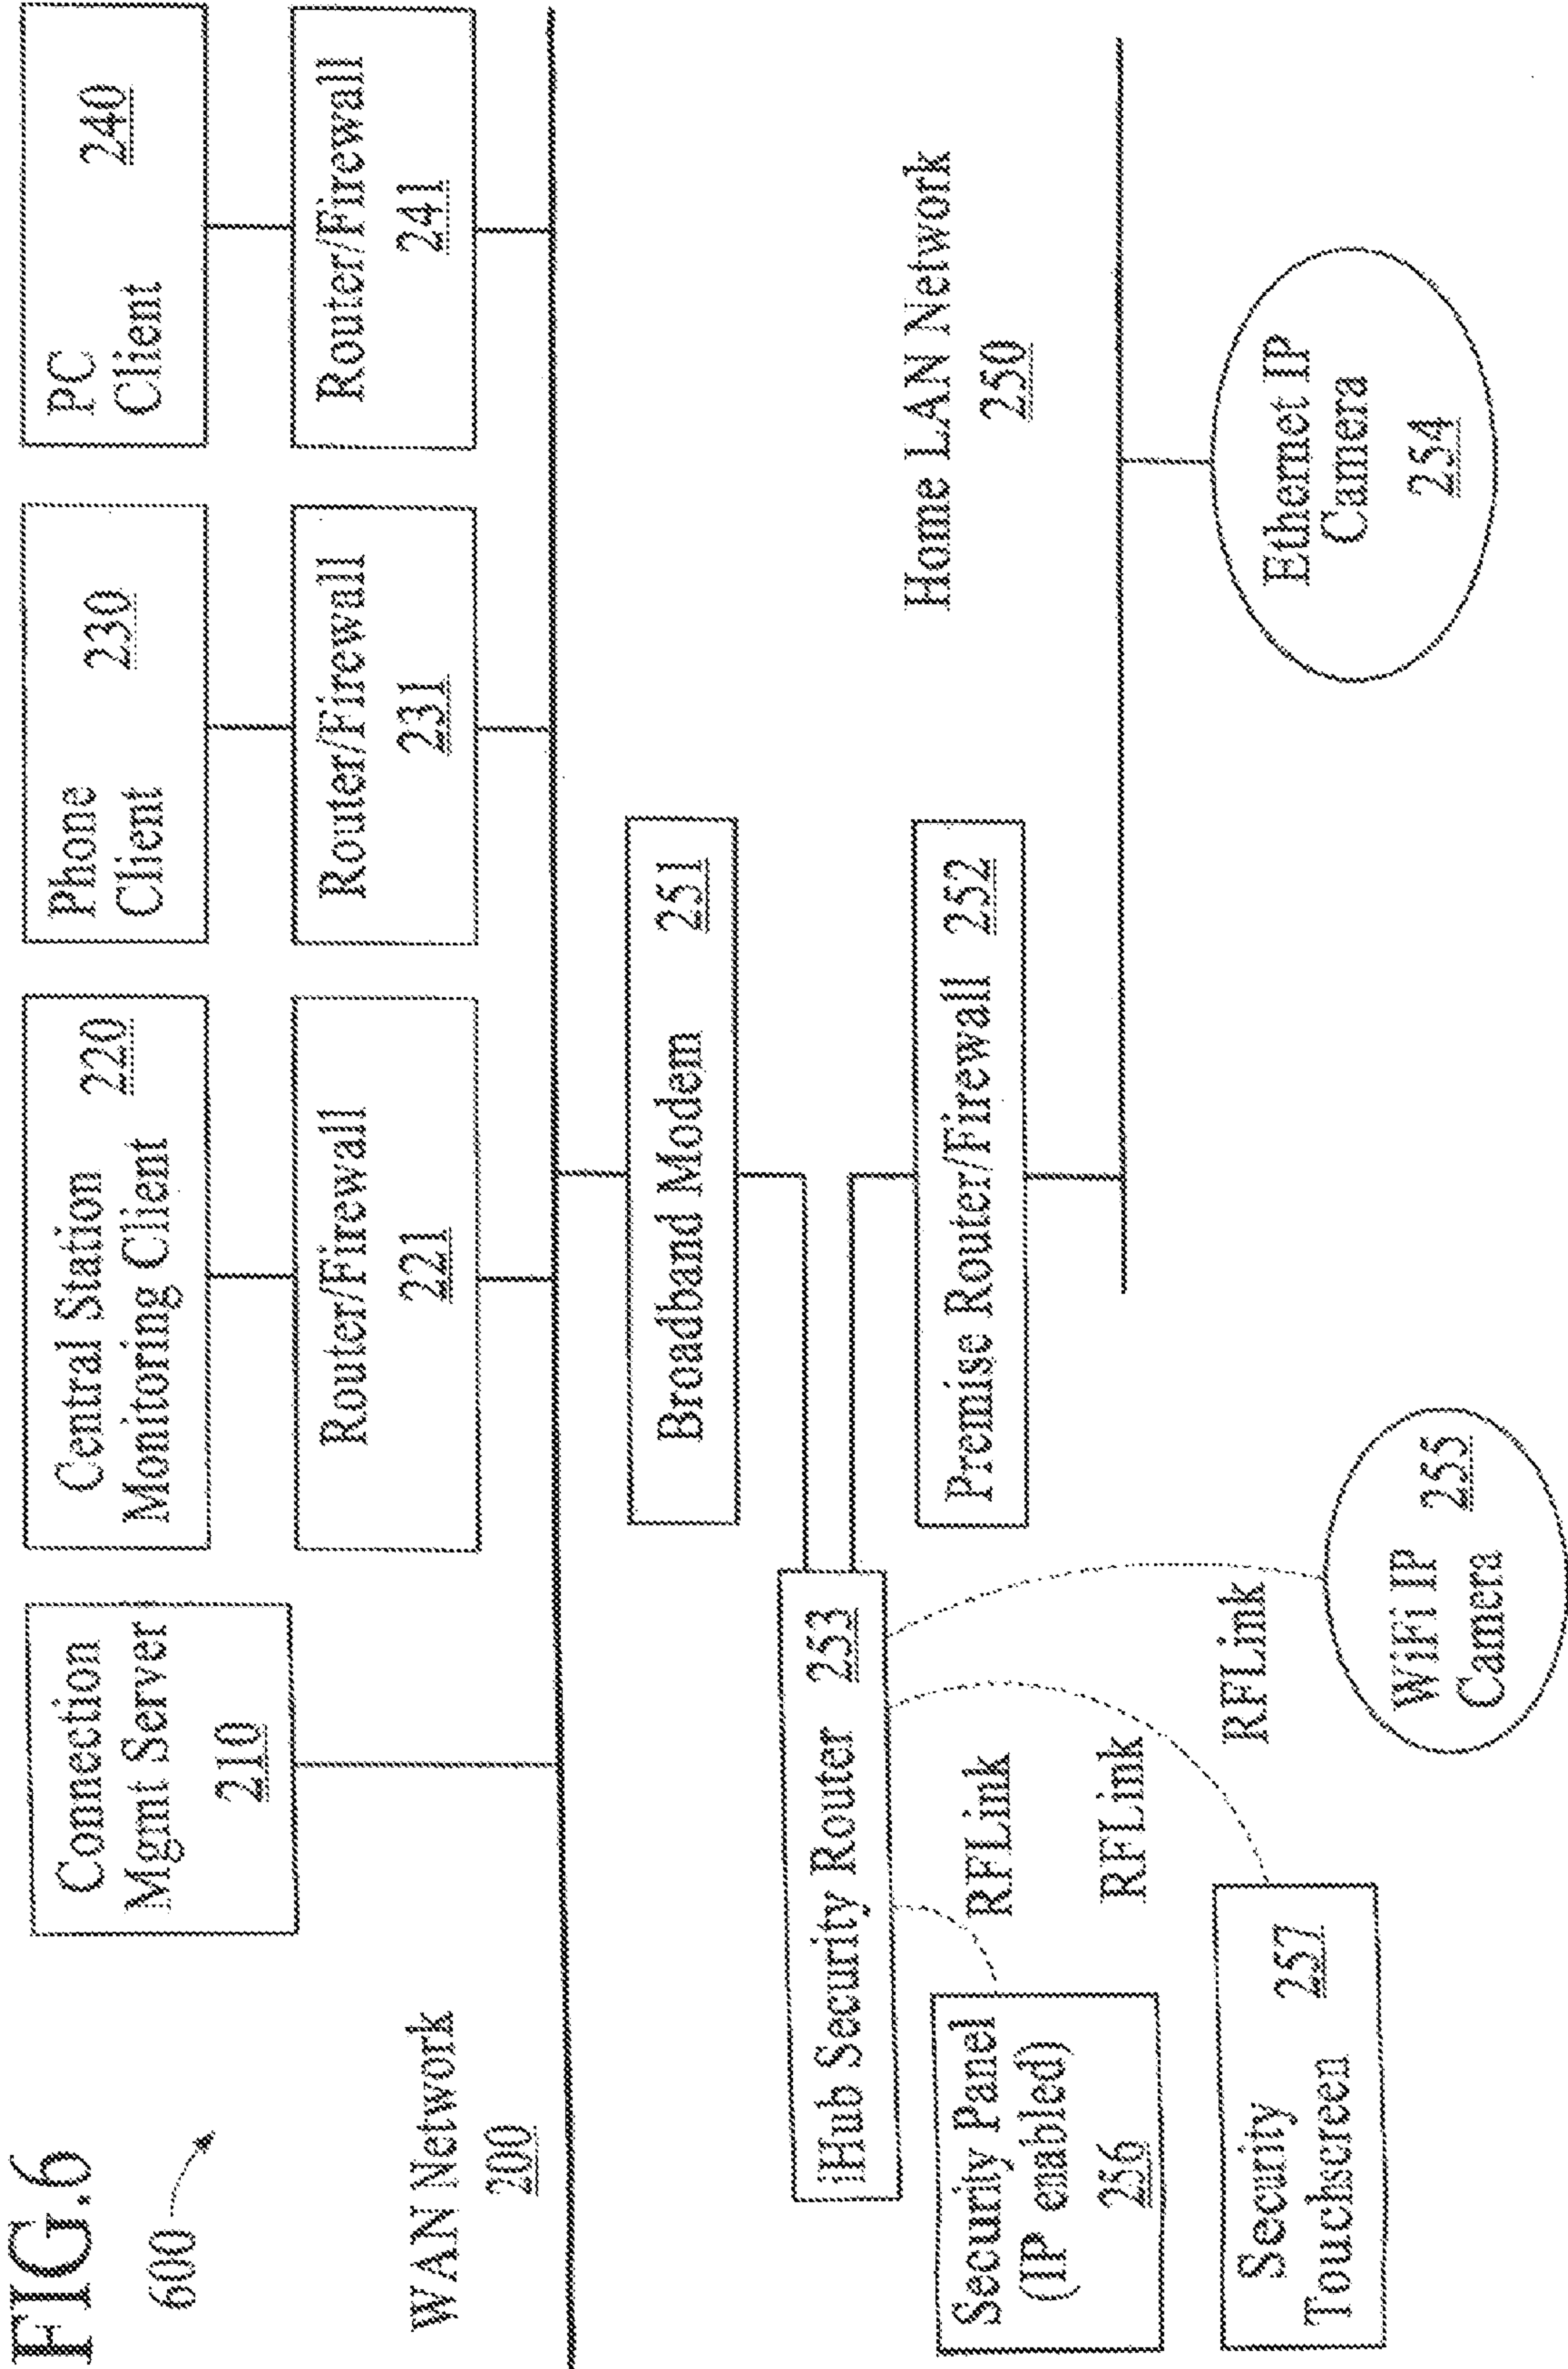 FIG.6
600
Connection
Mgmt Server
210
Central Station
Monitoring Client
220
Phone
Client
230
PC
Client
240
Router/Firewall
221
Router/Firewall
231
Router/Firewall
241
WAN Network
200
Broadband Modem 251
iHub Security Router 253
Premise Router/Firewall 252
Home LAN Network
250
Security Panel
(IP enabled)
256
RFLink
RFLink
RFLink
Security
Touchscreen
257
WiFi IP
Camera
255
Ethernet IP
Camera
254